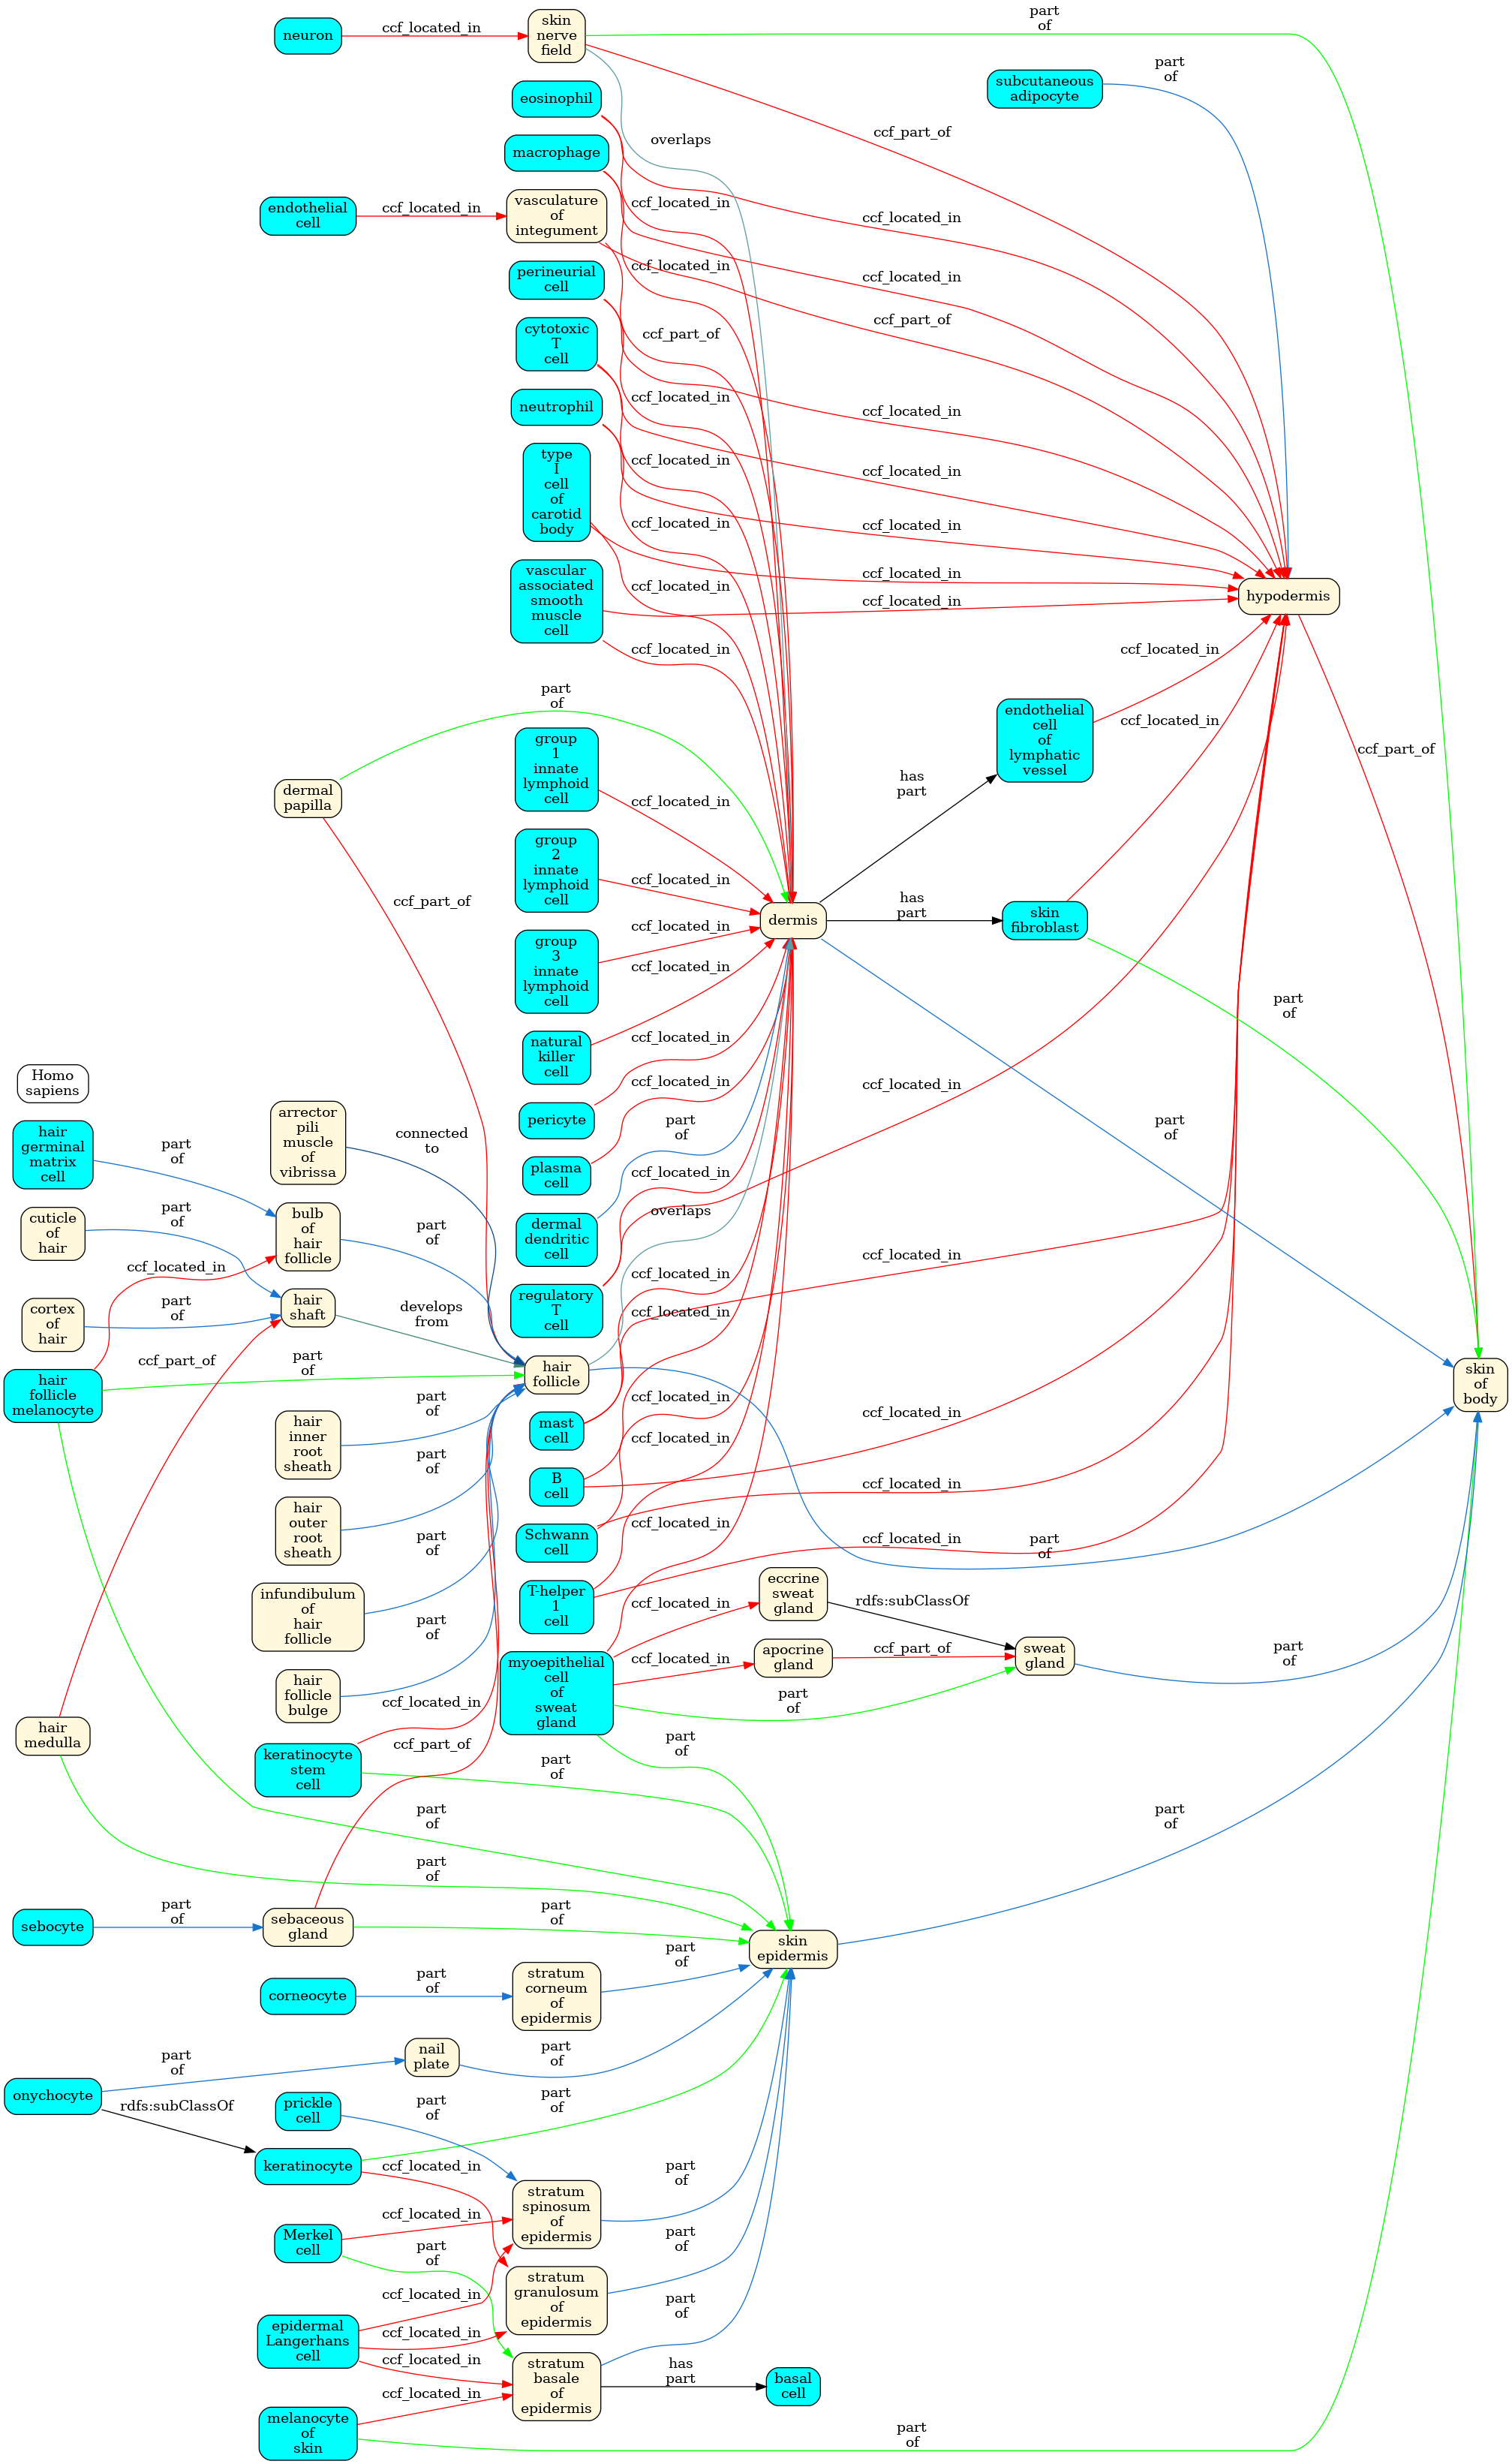 neuron
ccf_located_in
skin
nerve
field
part
of
subcutaneous
adipocyte
part
of
eosinophil
overlaps
ccf_part_of
macrophage
endothelial
cell
ccf_located_in
vasculature
of
integument
ccf_located_in
ccf_located_in
perineurial
cell
ccf_located_in
ccf_located_in
cytotoxic
T
cell
ccf_part_of
ccf_part_of
neutrophil
ccf_located_in
ccf_located_in
type
I
cell
of
carotid
body
ccf_located_in
ccf_located_in
ccf_located_in
ccf_located_in
vascular
associated
smooth
muscle
cell
ccf_located_in
ccf_located_in
ccf_located_in
ccf_located_in
hypodermis
part
of
group
1
innate
lymphoid
cell
ccf_located_in
endothelial
cell
of
lymphatic
vessel
ccf_located_in
ccf_located_in
ccf_part_of
dermal
papilla
ccf_part_of
group
2
innate
lymphoid
cell
ccf_located_in
has
part
dermis
has
part
skin
fibroblast
group
3
innate
lymphoid
cell
ccf_located_in
ccf_located_in
natural
killer
cell
ccf_located_in
part
of
Homo
sapiens
pericyte
ccf_located_in
ccf_located_in
hair
germinal
matrix
cell
part
of
arrector
pili
muscle
of
vibrissa
connected
to
plasma
cell
part
of
part
of
cuticle
of
hair
part
of
bulb
of
hair
follicle
part
of
dermal
dendritic
cell
ccf_located_in
overlaps
ccf_located_in
cortex
of
hair
part
of
hair
shaft
develops
from
regulatory
T
cell
ccf_located_in
ccf_located_in
ccf_located_in
hair
follicle
melanocyte
ccf_part_of
part
of
hair
follicle
skin
of
body
hair
inner
root
sheath
part
of
mast
cell
ccf_located_in
ccf_located_in
part
of
B
cell
ccf_located_in
hair
outer
root
sheath
part
of
Schwann
cell
ccf_located_in
ccf_located_in
part
of
infundibulum
of
hair
follicle
part
of
T-helper
1
cell
ccf_located_in
eccrine
sweat
gland
rdfs:subClassOf
hair
follicle
bulge
ccf_located_in
myoepithelial
cell
of
sweat
gland
ccf_located_in
apocrine
gland
ccf_part_of
sweat
gland
part
of
part
of
hair
medulla
ccf_part_of
keratinocyte
stem
cell
part
of
part
of
part
of
part
of
part
of
sebocyte
part
of
sebaceous
gland
part
of
skin
epidermis
corneocyte
part
of
stratum
corneum
of
epidermis
part
of
onychocyte
part
of
nail
plate
part
of
rdfs:subClassOf
prickle
cell
part
of
part
of
keratinocyte
ccf_located_in
stratum
spinosum
of
epidermis
part
of
Merkel
cell
ccf_located_in
part
of
stratum
granulosum
of
epidermis
part
of
epidermal
Langerhans
cell
ccf_located_in
ccf_located_in
ccf_located_in
stratum
basale
of
epidermis
part
of
has
part
basal
cell
melanocyte
of
skin
ccf_located_in
part
of